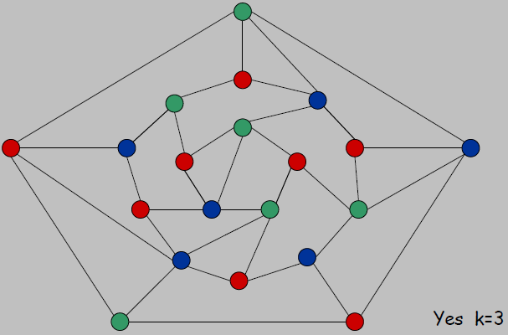 Yes k=3